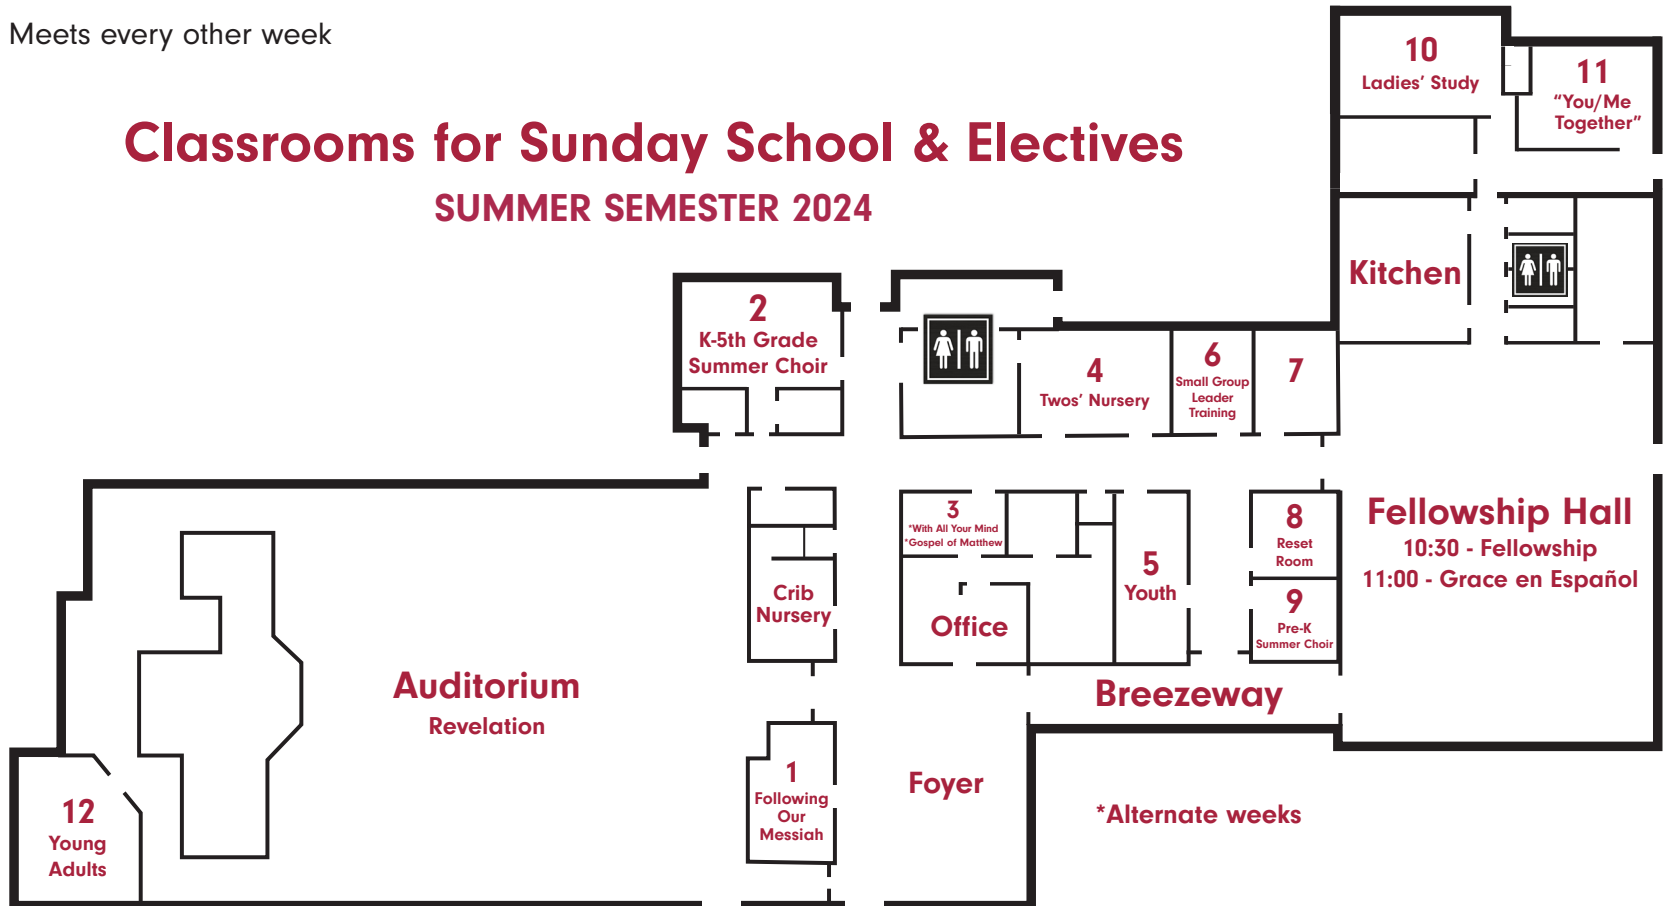 Meets every other week
Classrooms for Sunday School & Electives
SUMMER SEMESTER 2024
10
Ladies’ Study
11
“You/Me
Together”
Kitchen
2
K-5th Grade
Summer Choir
4
Twos’ Nursery
6
Small Group
Leader
Training
7
3
*With All Your Mind
*Gospel of Matthew
5
Youth
8
Reset
Room
9
Pre-K
Summer Choir
Fellowship Hall
10:30 - Fellowship
11:00 - Grace en Español
Crib
Nursery
Office
Auditorium
Revelation
Breezeway
1
Following
Our
Messiah
Foyer
*Alternate weeks
12
Young
Adults